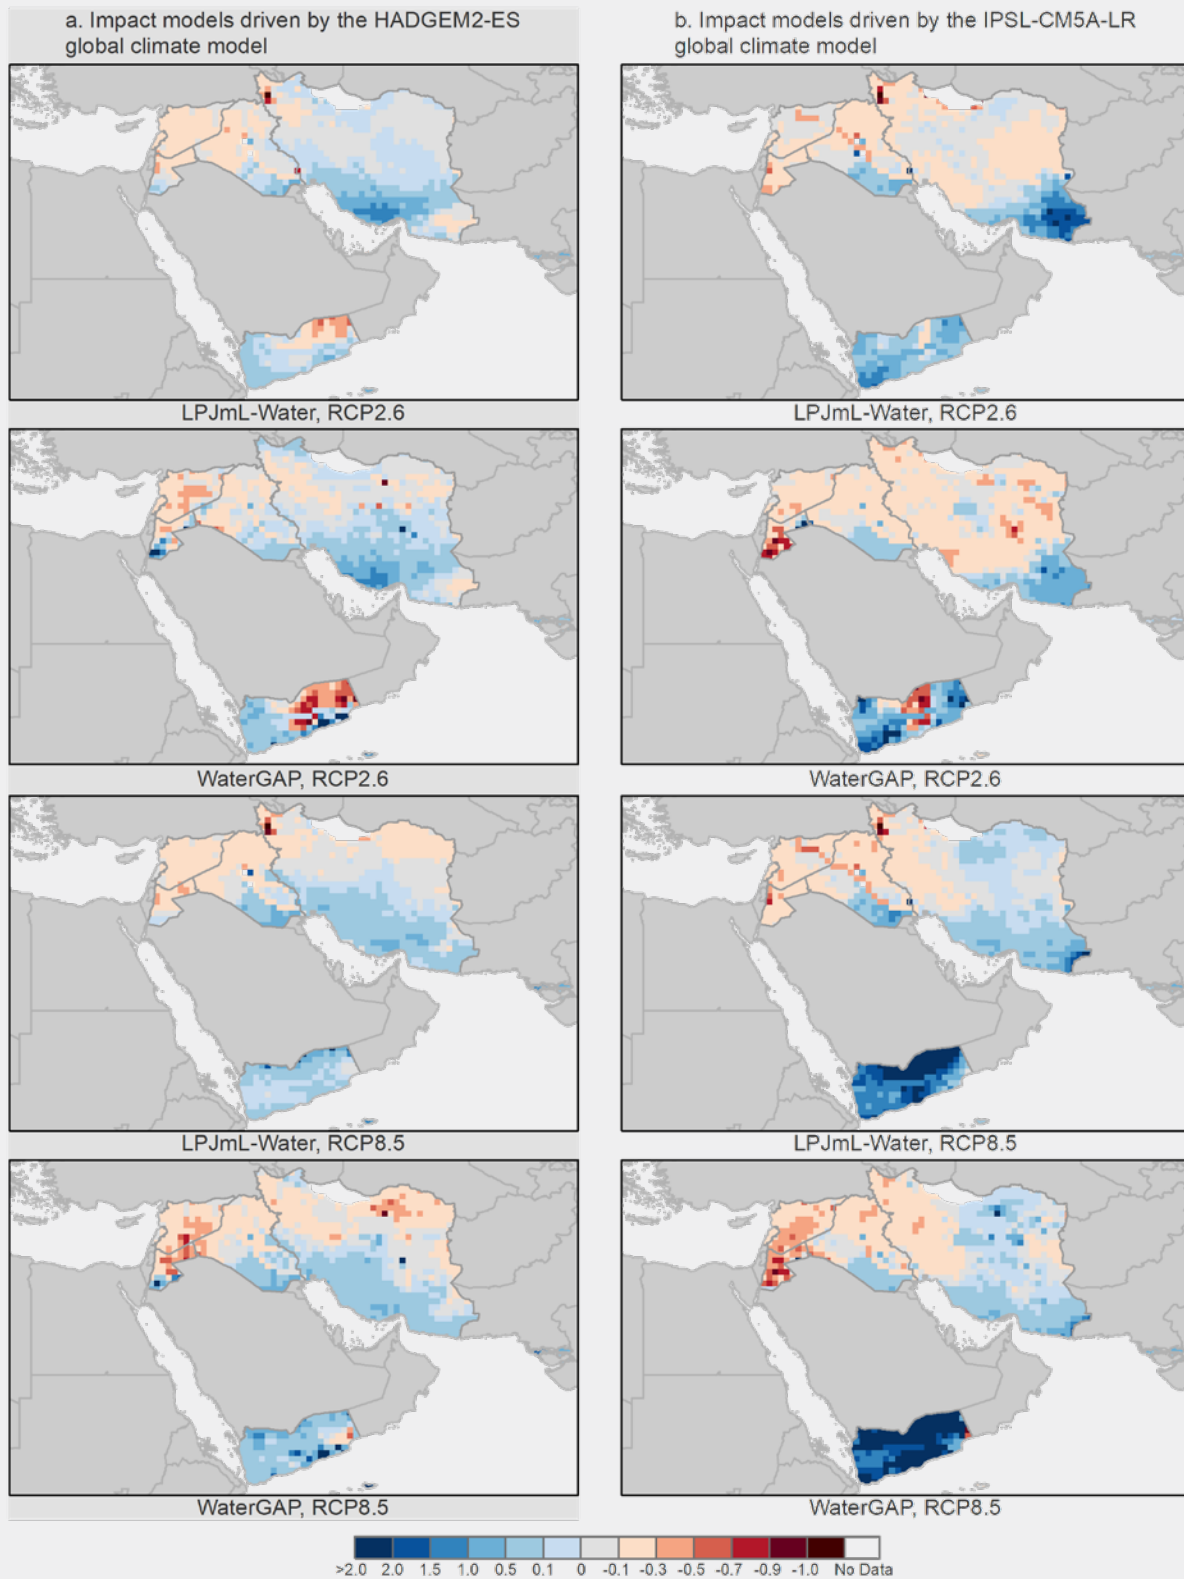 a. Impact models driven by the HADGEM2-ES
global climate model
b. Impact models driven by the IPSL-CM5A-LR
global climate model
LPJmL-Water, RCP2.6
LPJmL-Water, RCP2.6
WaterGAP, RCP2.6
WaterGAP, RCP2.6
LPJmL-Water, RCP8.5
LPJmL-Water, RCP8.5
WaterGAP, RCP8.5
WaterGAP, RCP8.5
>2.0 2.0 1.5 1.0 0.5 0.1 0 -0.1 -0.3 -0.5 -0.7 -0.9 -1.0 No Data